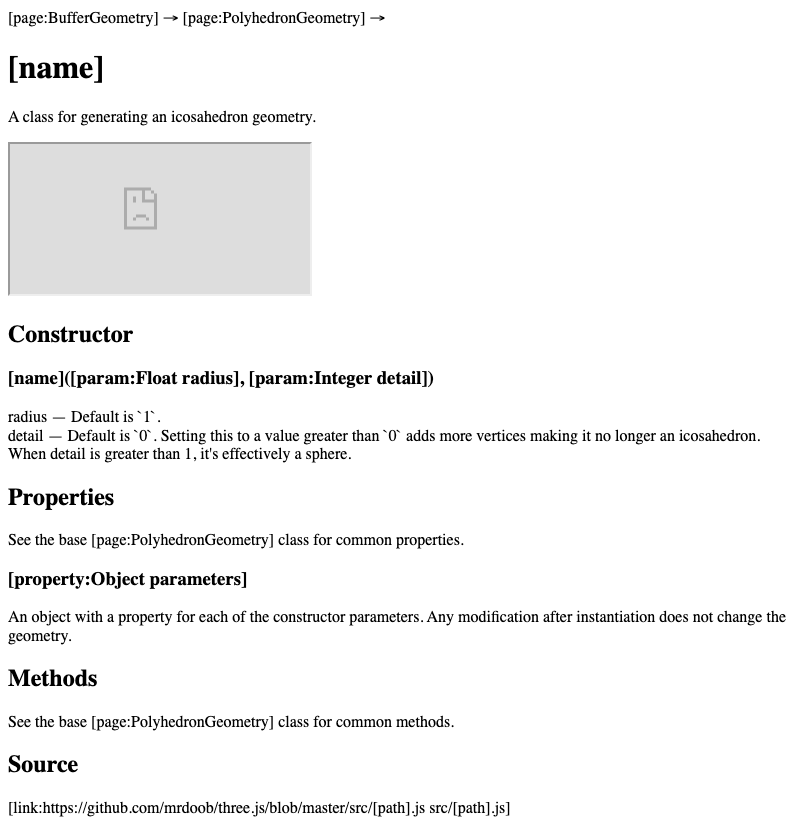 [page:BufferGeometry] → [page:PolyhedronGeometry] →
[name]
A class for generating an icosahedron geometry.
Constructor
[name]([param:Float radius], [param:Integer detail])
radius — Default is `1`.
detail — Default is `0`. Setting this to a value greater than `0` adds more vertices making it no longer an icosahedron.
When detail is greater than 1, it's effectively a sphere.
Properties
See the base [page:PolyhedronGeometry] class for common properties.
[property:Object parameters]
An object with a property for each of the constructor parameters. Any modification after instantiation does not change the
geometry.
Methods
See the base [page:PolyhedronGeometry] class for common methods.
Source
[link:https://github.com/mrdoob/three.js/blob/master/src/[path].js src/[path].js]